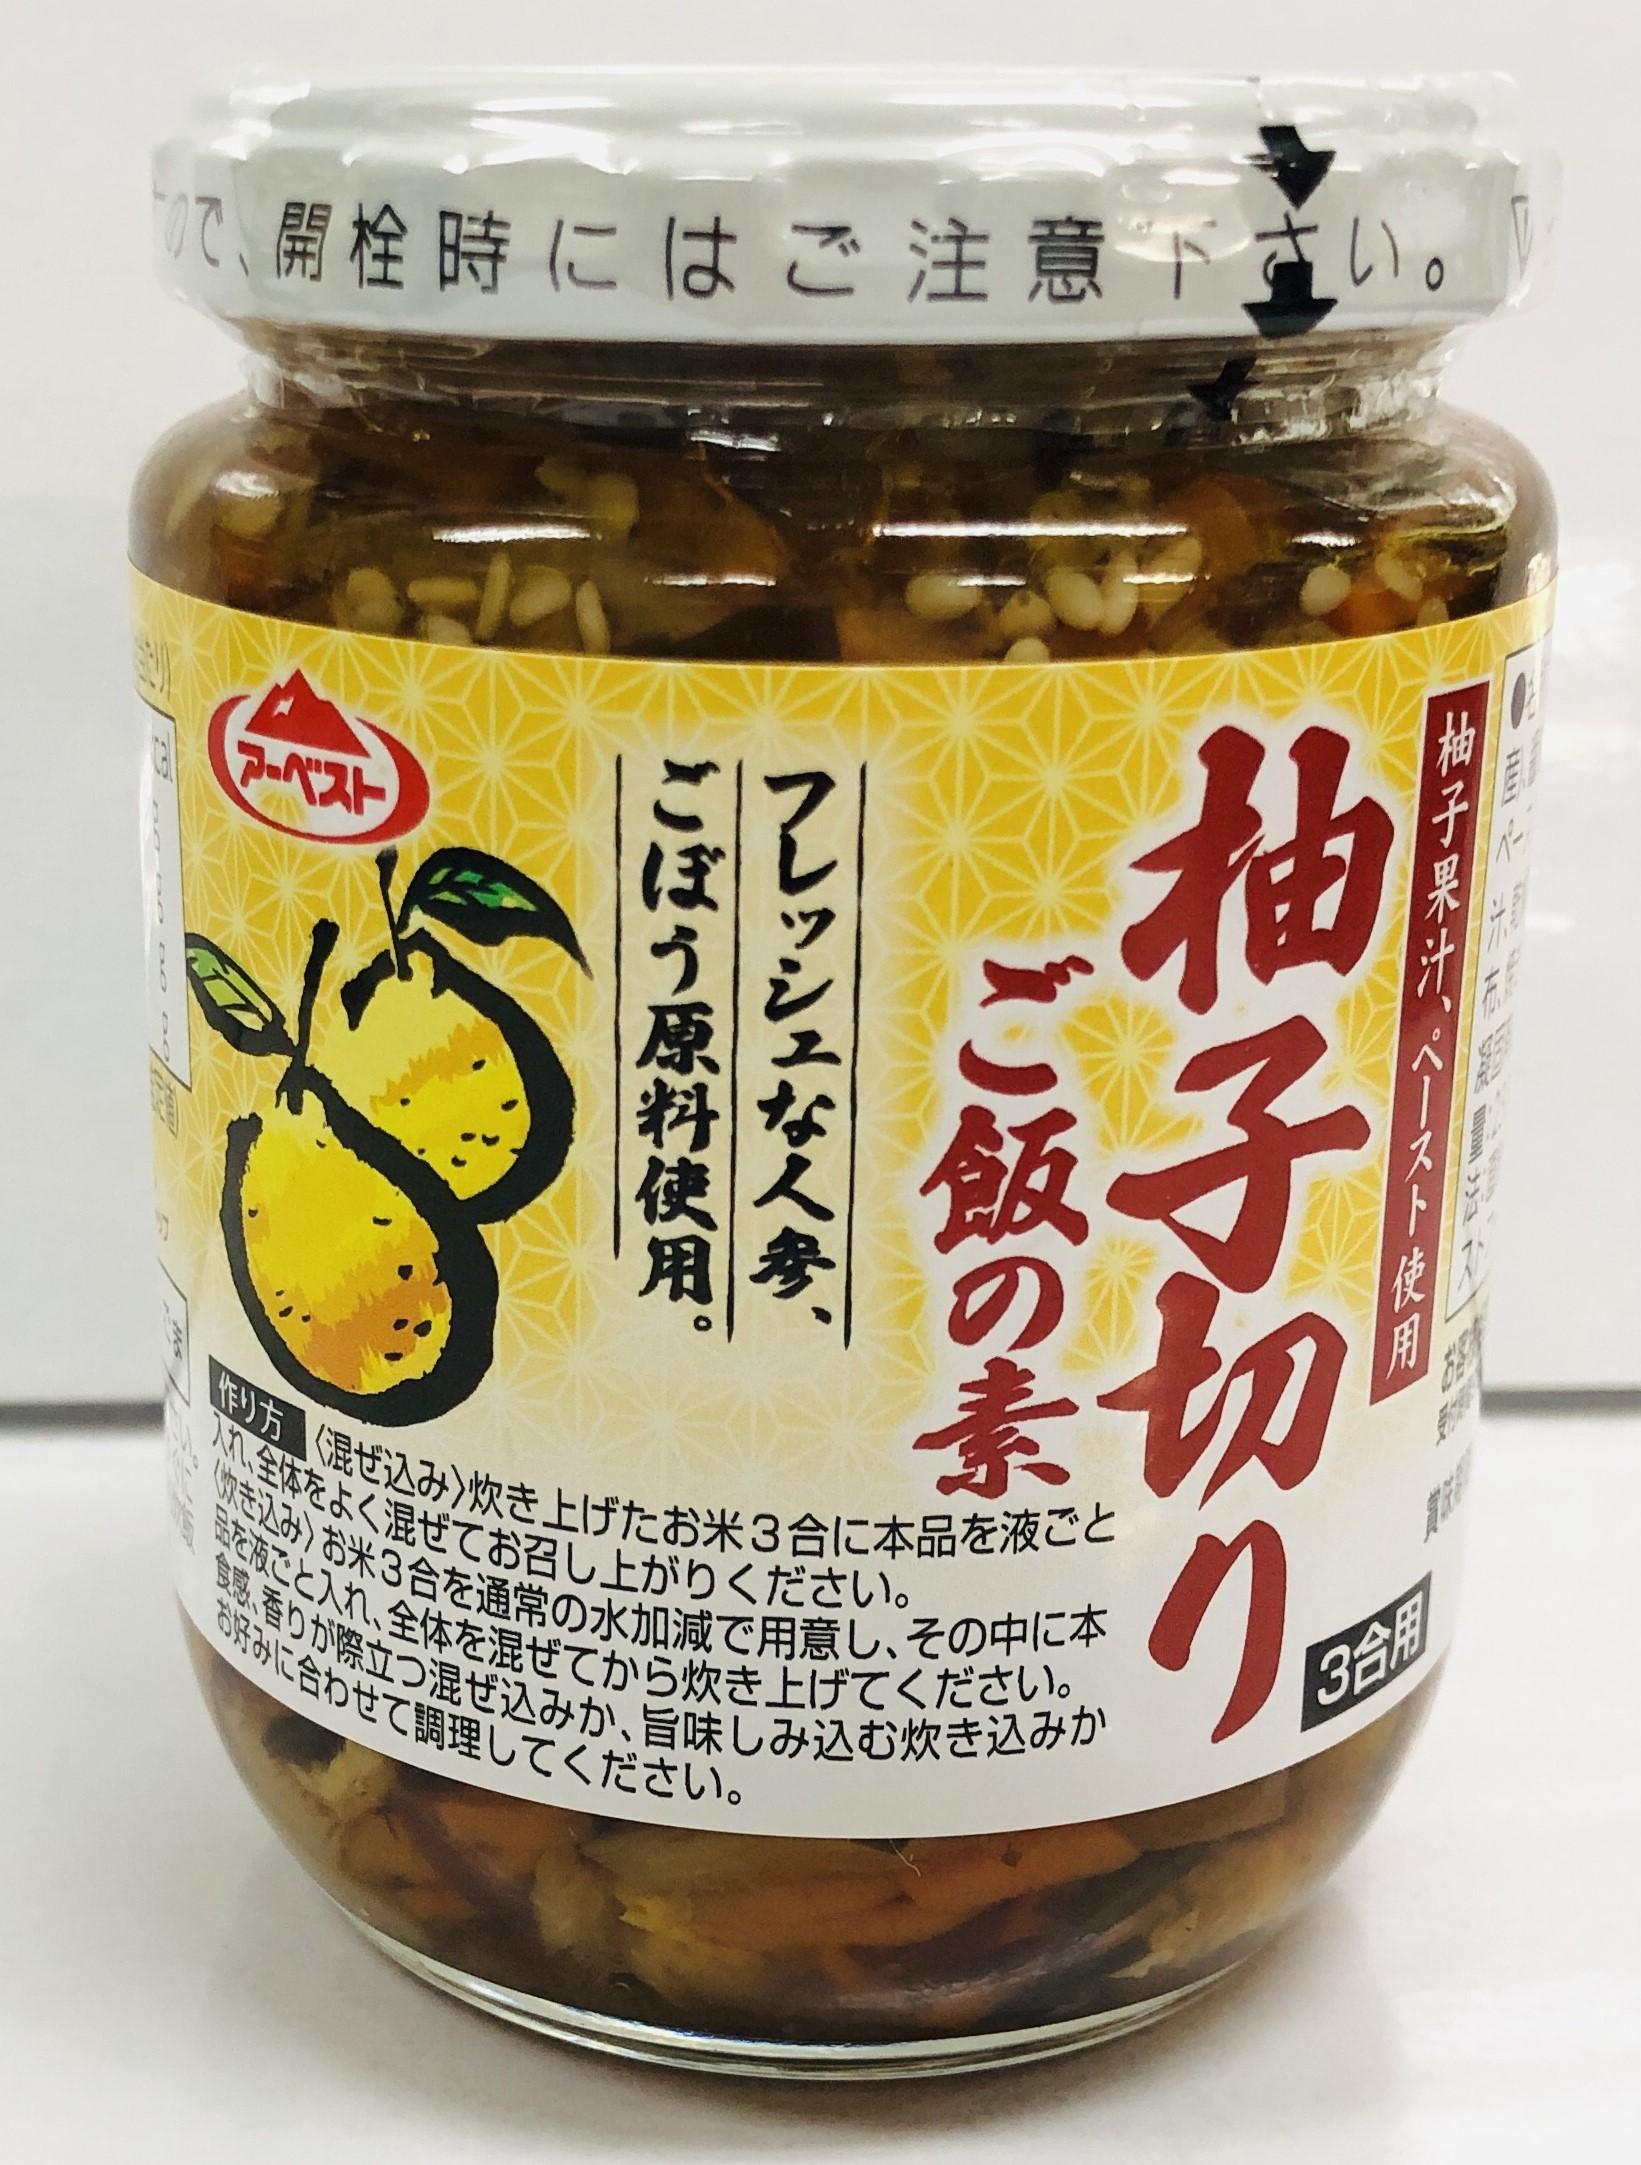 ので、開栓時にはご注意下さい。
アーベスト
柚子果汁、ペースト使用
柚子切り
ご飯の素
フレッシュな人参、
ごぼう原料使用。
3合用
作り方 〈混ぜ込み〉炊き上げたお米3合に本品を液ごと
入れ、全体をよく混ぜてお召し上がりください。
〈炊き込み〉お米3合を通常の水加減で用意し、その中に本
品を液ごと入れ、全体を混ぜてから炊き上げてください。
食感、香りが際立つ混ぜ込みか、旨味しみ込む炊き込みか
お好みに合わせて調理してください。